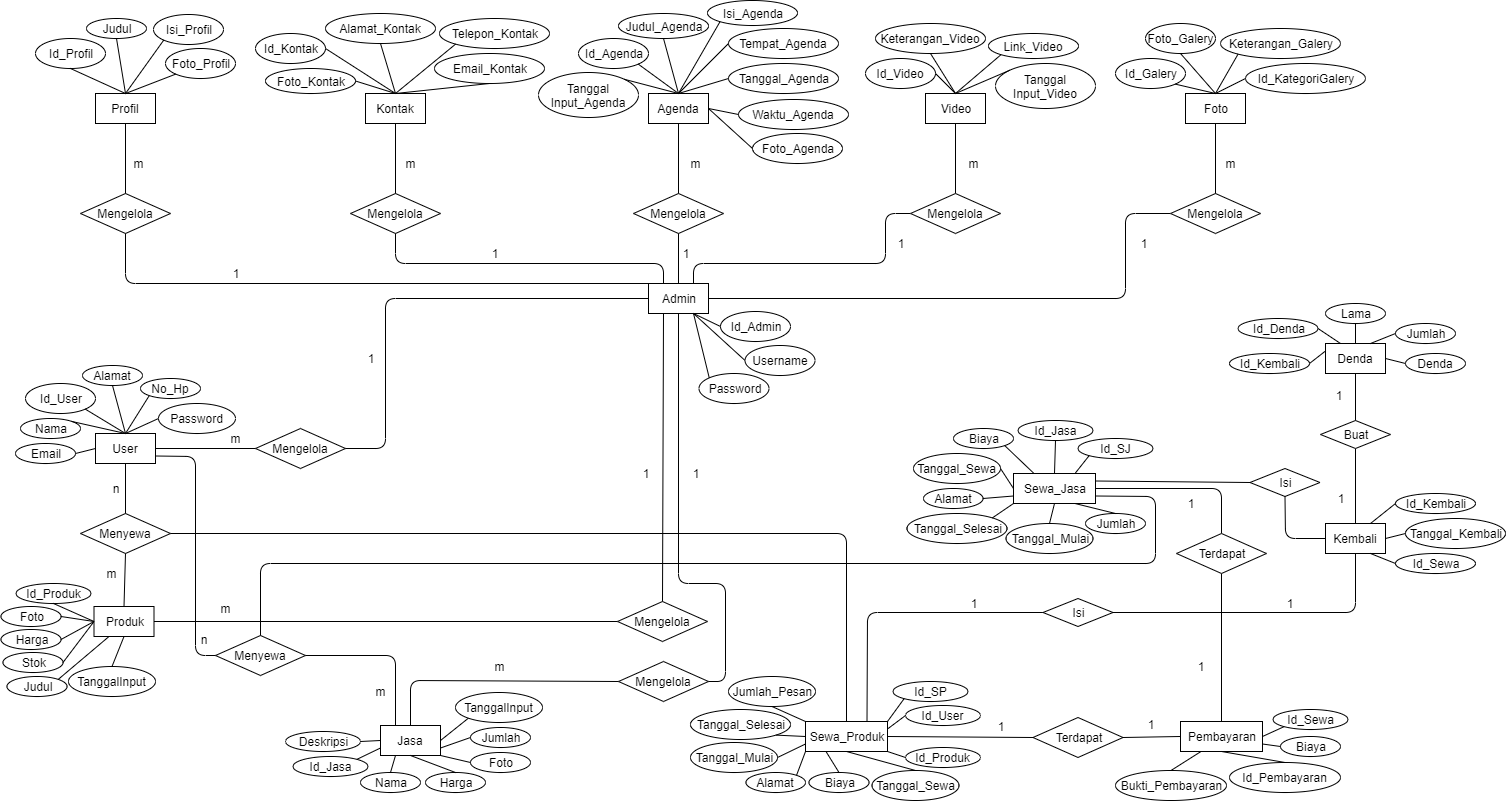 Isi_Agenda
Judul
Isi_Profil
Alamat_Kontak
Telepon_Kontak
Judul_Agenda
Keterangan_Video
Link_Video
Foto_Galery
Keterangan_Galery
Id_Profil
Foto_Profil
Id_Kontak
Email_Kontak
Id_Agenda
Tempat_Agenda
Id_Video
Id_Galery
Id_KategoriGalery
Foto_Kontak
Tanggal
Input_Agenda
Tanggal_Agenda
Tanggal
Input_Video
Profil
Kontak
Agenda
Waktu_Agenda
Video
Foto
Foto_Agenda
m
m
m
m
m
Mengelola
Mengelola
Mengelola
Mengelola
Mengelola
1
1
1
1
1
Admin
Id_Admin
Username
Password
1
Lama
Id_Denda
Jumlah
Id_Kembali
Denda
Denda
1
Buat
1
Alamat
No_Hp
Id_User
Password
Nama
Email
User
m
Mengelola
n
Menyewa
m
Id_Jasa
Biaya
Id_SJ
Tanggal_Sewa
Sewa_Jasa
Alamat
Tanggal_Selesai
Tanggal_Mulai
Jumlah
Isi
1
Terdapat
Id_Kembali
Tanggal_Kembali
Kembali
Id_Sewa
1
1
Id_Produk
Foto
Harga
Stok
Judul
TanggalInput
Produk
m
Mengelola
1
Isi
1
n
Menyewa
m
m
Mengelola
1
TanggalInput
Deskripsi
Jasa
Jumlah
Id_Jasa
Foto
Nama
Harga
Jumlah_Pesan
Id_SP
Tanggal_Selesai
Id_User
Sewa_Produk
Tanggal_Mulai
Id_Produk
Alamat
Biaya
Tanggal_Sewa
1
Terdapat
1
Pembayaran
Id_Sewa
Biaya
Id_Pembayaran
Bukti_Pembayaran